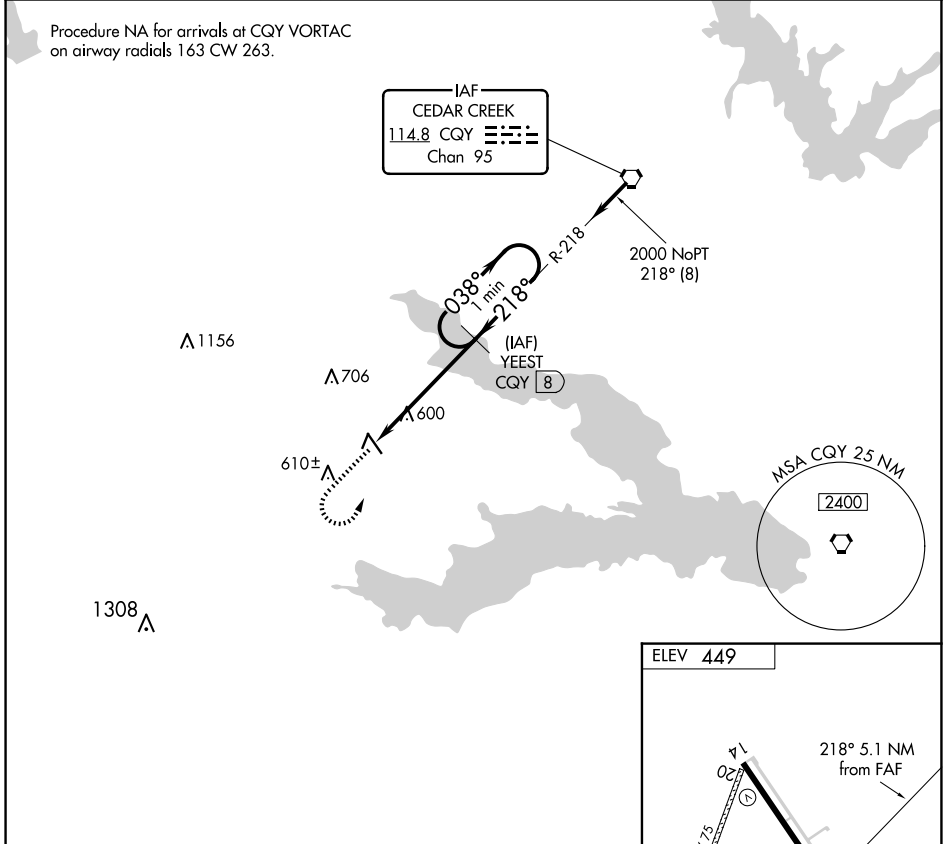 Procedure NA for arrivals at CQY VORTAC
on airway radials 163 CW 263.
IAF
CEDAR CREEK
114.8 CQY
Chan 95
R-218
2000 NoPT
218° (8)
038°
1 min
218°
(IAF)
YEEST
CQY 8
1156
706
600
610±
MSA CQY 25 NM
2400
1308
ELEV 449
218° 5.1 NM
from FAF
14
20
V
75